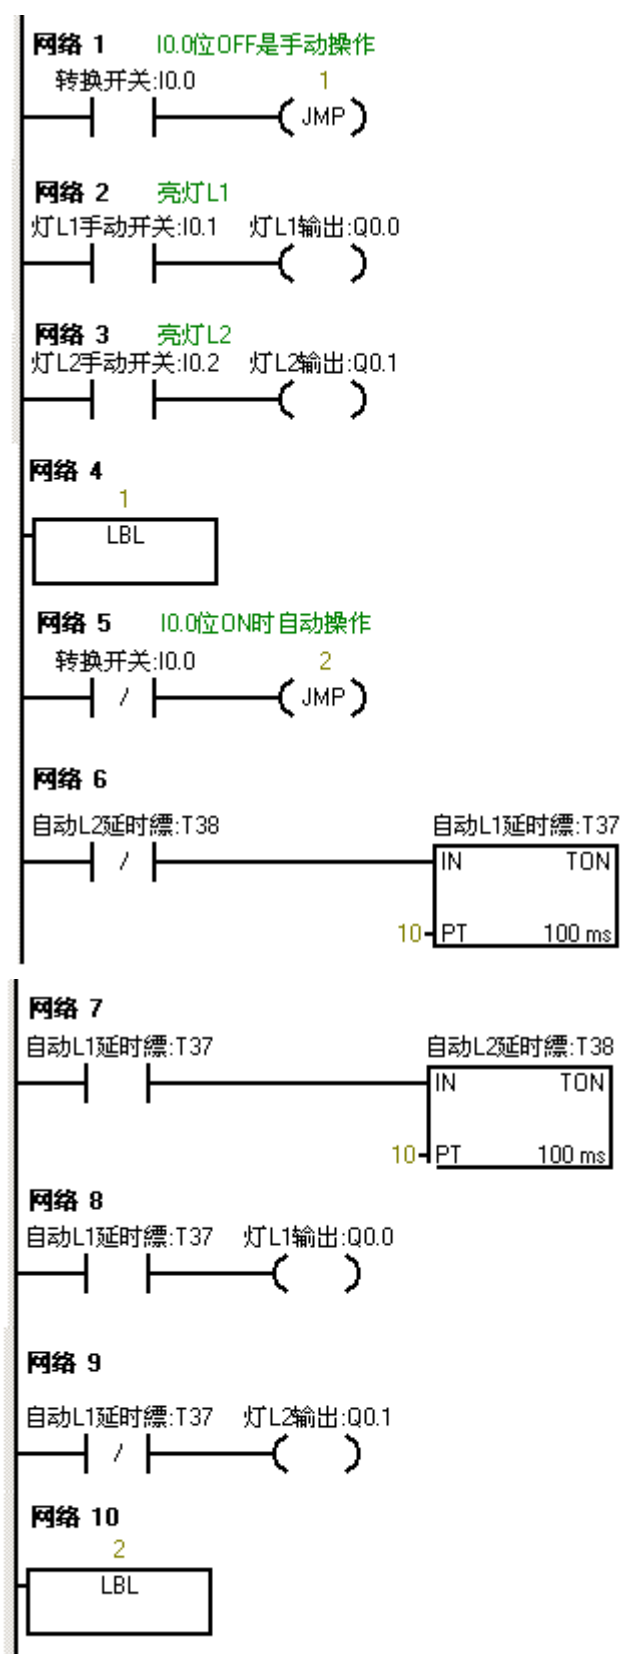 网络 1 I0.0位OFF是手动操作
转换开关:I0.0 1
JMP
网络 2 亮灯L1
灯L1手动开关:I0.1 灯L1输出:Q0.0
网络 3 亮灯L2
灯L2手动开关:I0.2 灯L2输出:Q0.1
网络 4
1
LBL
网络 5 I0.0位ON时自动操作
转换开关:I0.0 2
/ JMP
网络 6
自动L2延时缥:T38 自动L1延时缥:T37
/ IN TON
10 PT 100 ms
网络 7
自动L1延时缥:T37 自动L2延时缥:T38
IN TON
10 PT 100 ms
网络 8
自动L1延时缥:T37 灯L1输出:Q0.0
网络 9
自动L1延时缥:T37 灯L2输出:Q0.1
/
网络 10
2
LBL